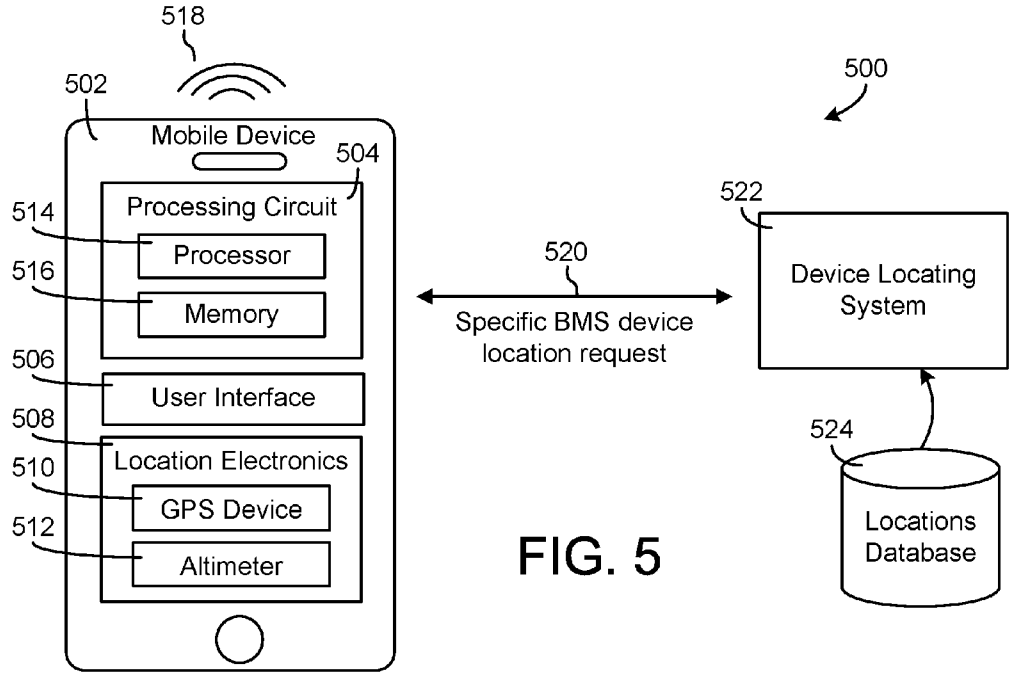 518
502
500
Mobile Device
504
Processing Circuit
514
Processor
516
Memory
506
User Interface
508
Location Electronics
510
GPS Device
512
Altimeter
520
Specific BMS device
location request
522
Device Locating
System
524
Locations
Database
FIG. 5